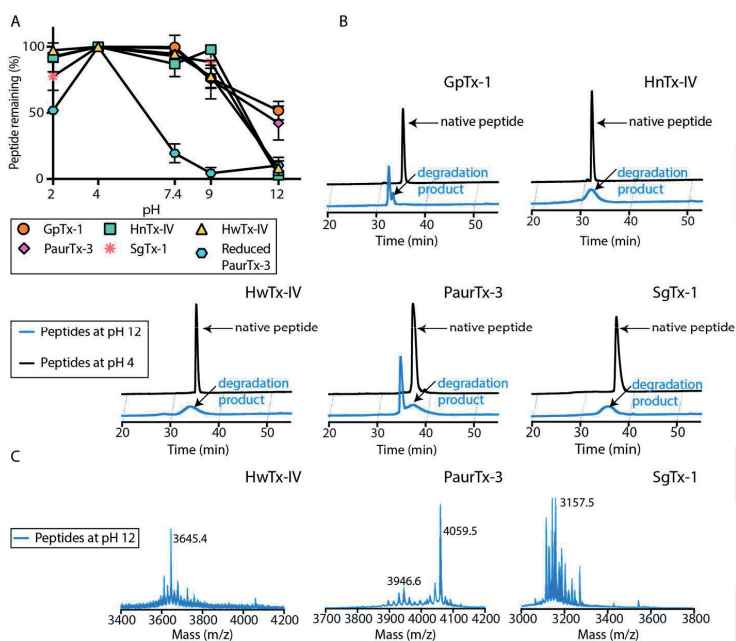 A
Peptide remaining (%)
100
50
0
2 4 7.4 9 12
pH
GpTx-1 HnTx-IV HwTx-IV
PaurTx-3 SgTx-1 Reduced
PaurTx-3
B
GpTx-1
native peptide
degradation
product
20 30 40 50
Time (min)
HnTx-IV
native peptide
degradation
product
20 30 40 50
Time (min)
Peptides at pH 12
Peptides at pH 4
HwTx-IV
native peptide
degradation
product
20 30 40 50
Time (min)
PaurTx-3
native peptide
degradation
product
20 30 40 50
Time (min)
SgTx-1
native peptide
degradation
product
20 30 40 50
Time (min)
C
Peptides at pH 12
HwTx-IV
3645.4
3400 3600 3800 4000 4200
Mass (m/z)
PaurTx-3
4059.5
3946.6
3700 3800 3900 4000 4100 4200
Mass (m/z)
SgTx-1
3157.5
3000 3200 3400 3600 3800
Mass (m/z)